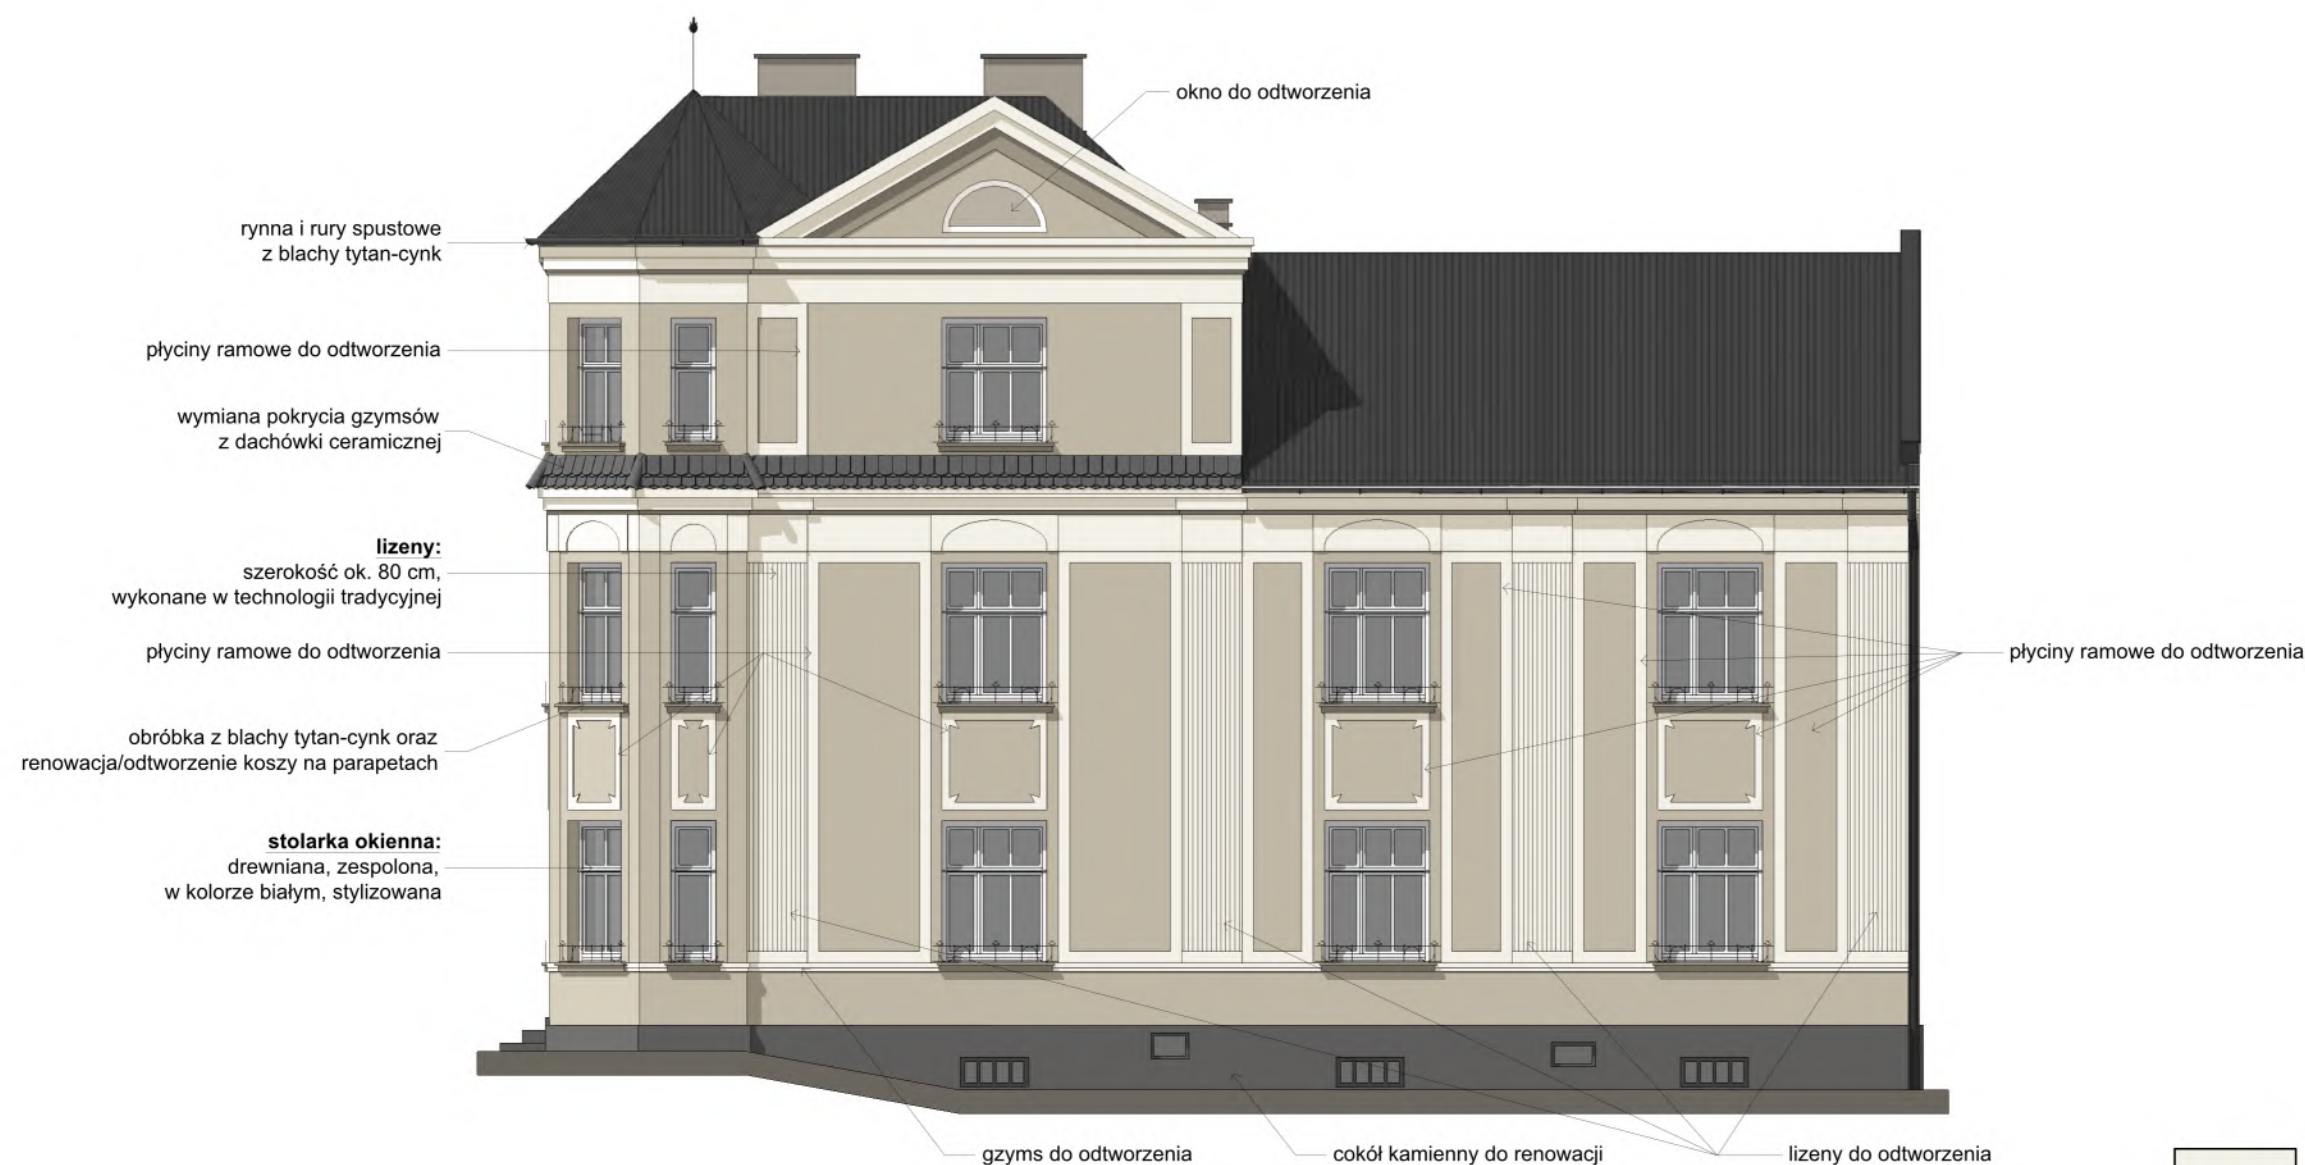 okno do odtworzenia
rynna i rury spustowe
z blachy tytan-cynk
płyciny ramowe do odtworzenia
wymiana pokrycia gzymsów
z dachówki ceramicznej
lizeny:
szerokość ok. 80 cm,
wykonane w technologii tradycyjnej
płyciny ramowe do odtworzenia
płyciny ramowe do odtworzenia
obróbka z blachy tytan-cynk oraz
renowacja/odtworzenie koszy na parapetach
stolarka okienna:
drewniana, zespolona,
w kolorze białym, stylizowana
gzyms do odtworzenia
cokół kamienny do renowacji
lizeny do odtworzenia